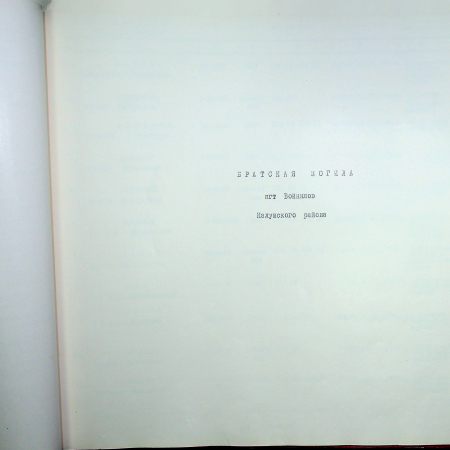 БРАТСКАЯ МОГИЛА
пгт Войнилов
Калушского района